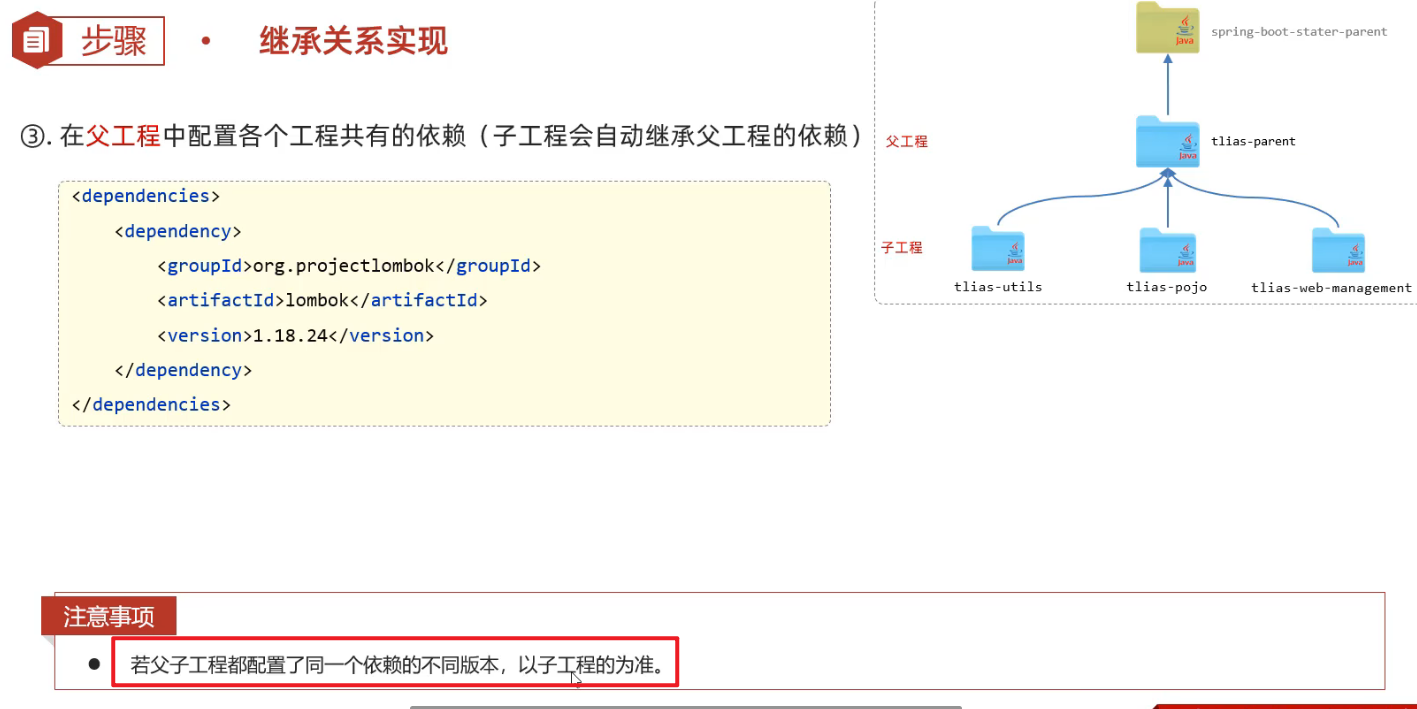 步骤 • 继承关系实现
③. 在父工程中配置各个工程共有的依赖（子工程会自动继承父工程的依赖）
<dependencies>
<dependency>
<groupId>org.projectlombok</groupId>
<artifactId>lombok</artifactId>
<version>1.18.24</version>
</dependency>
</dependencies>
Java
spring-boot-stater-parent
父工程
Java
tlias-parent
子工程
Java
Java
Java
tlias-utils
tlias-pojo
tlias-web-management
注意事项
● 若父子工程都配置了同一个依赖的不同版本，以子工程的为准。